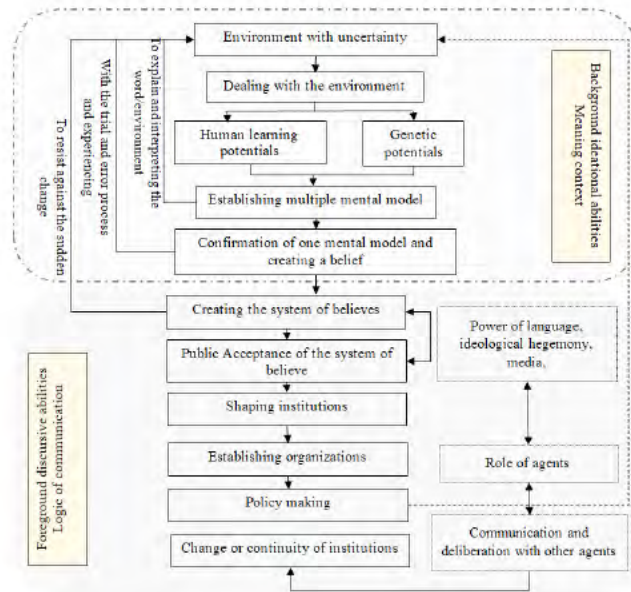 Environment with uncertainty
Dealing with the environment
Human learning
potentials
Genetic
potentials
Establishing multiple mental model
Confirmation of one mental model and
creating a belief
To explain and interpreting the
word/environment
With the trial and error process
and experiencing
To resist against the sudden
change
Background ideational abilities
Meaning context
Creating the system of believes
Public Acceptance of the system of
believe
Shaping institutions
Establishing organizations
Policy making
Change or continuity of institutions
Power of language,
ideological hegemony,
media,
Role of agents
Communication and
deliberation with other
agents
Foreground discursive abilities
Logic of communication